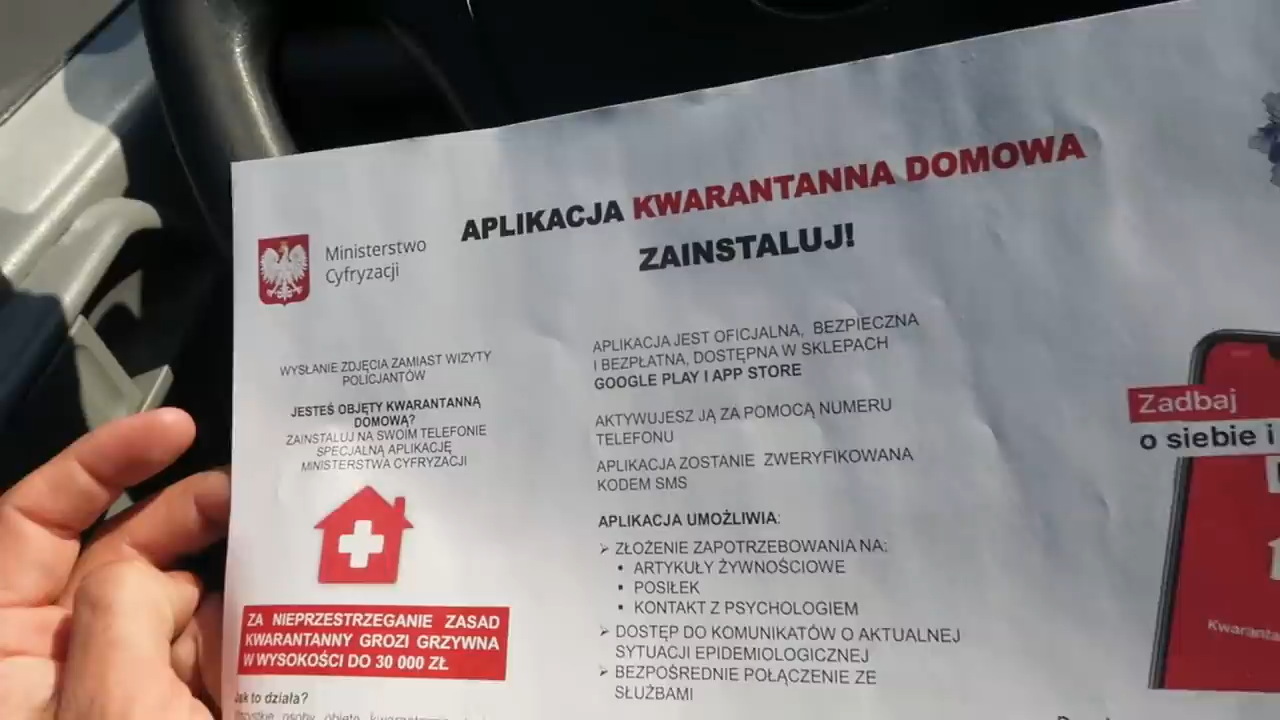 APLIKACJA KWARANTANNA DOMOWA
ZAINSTALUJ!
Ministerstwo
Cyfryzacji
WYSŁANIE ZDJĘCIA ZAMIAST WIZYTY
POLICJANTÓW
JESTEŚ OBJĘTY KWARANTANNĄ
DOMOWĄ?
ZAINSTALUJ NA SWOIM TELEFONIE
SPECJALNĄ APLIKACJĘ
MINISTERSTWA CYFRYZACJI
ZA NIEPRZESTRZEGANIE ZASAD
KWARANTANNY GROZI GRZYWNA
W WYSOKOŚCI DO 30 000 ZŁ
Jak to działa?
APLIKACJA JEST OFICJALNA, BEZPIECZNA
I BEZPŁATNA, DOSTĘPNA W SKLEPACH
GOOGLE PLAY I APP STORE
AKTYWUJESZ JĄ ZA POMOCĄ NUMERU
TELEFONU
APLIKACJA ZOSTANIE ZWERYFIKOWANA
KODEM SMS
APLIKACJA UMOŻLIWIA:
➢ ZŁOŻENIE ZAPOTRZEBOWANIA NA:
▪ ARTYKUŁY ŻYWNOŚCIOWE
▪ POSIŁEK
▪ KONTAKT Z PSYCHOLOGIEM
➢ DOSTĘP DO KOMUNIKATÓW O AKTUALNEJ
SYTUACJI EPIDEMIOLOGICZNEJ
➢ BEZPOŚREDNIE POŁĄCZENIE ZE
SŁUŻBAMI
Zadbaj
o siebie i